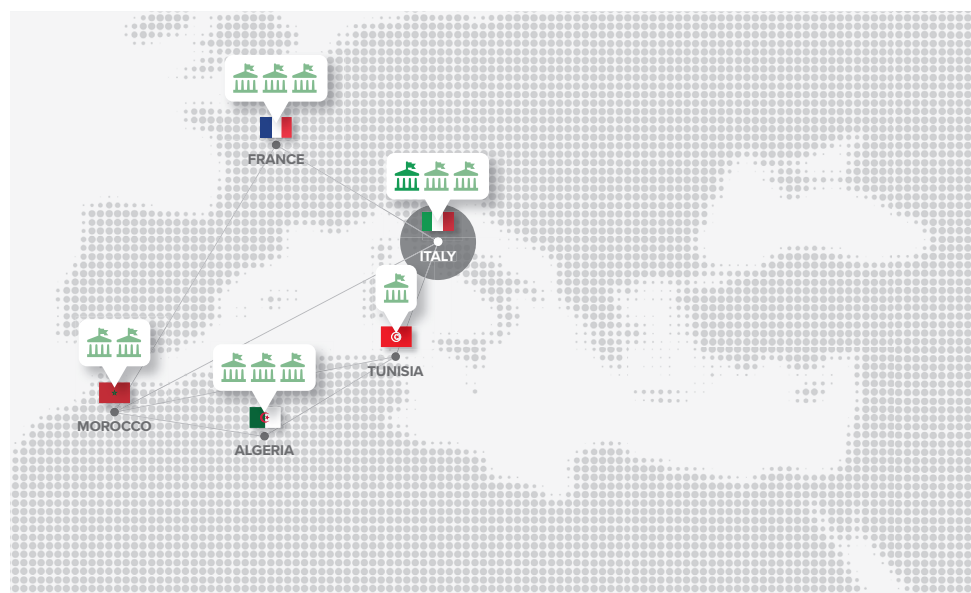 FRANCE
ITALY
TUNISIA
MOROCCO
ALGERIA